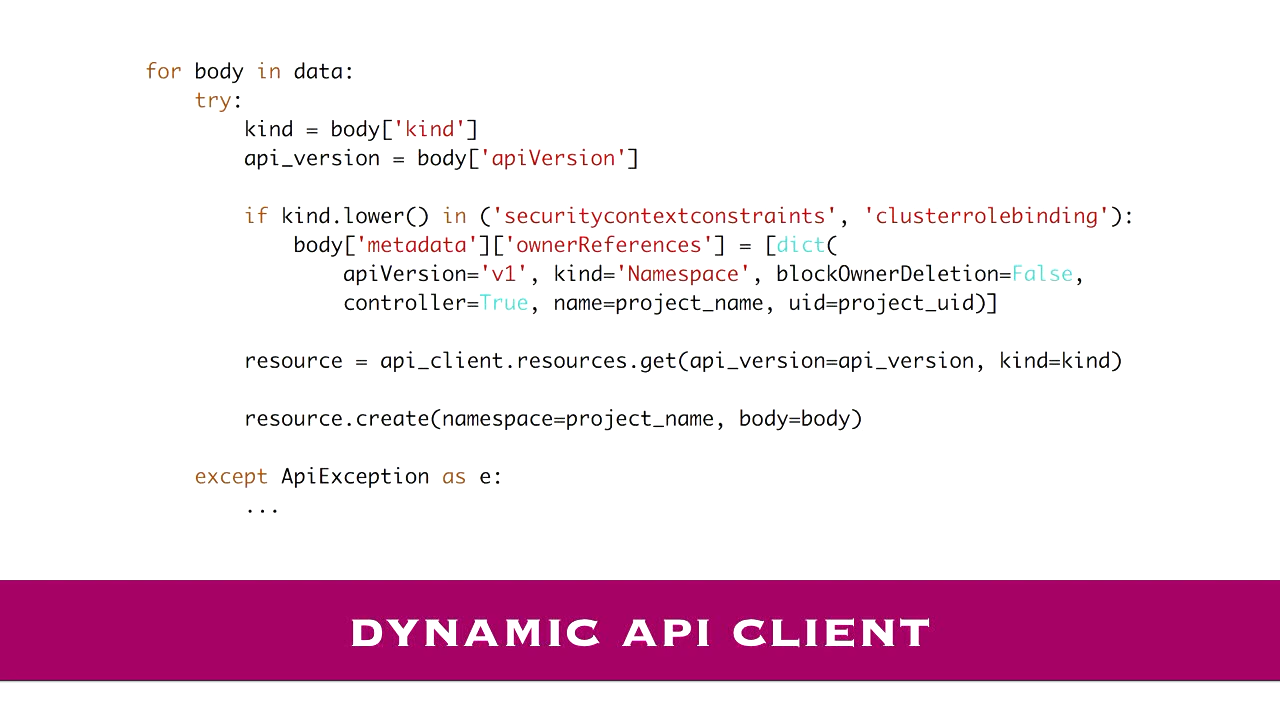 for body in data:
    try:
        kind = body['kind']
        api_version = body['apiVersion']
        if kind.lower() in ('securitycontextconstraints', 'clusterrolebinding'):
            body['metadata']['ownerReferences'] = [dict(
                apiVersion='v1', kind='Namespace', blockOwnerDeletion=False,
                controller=True, name=project_name, uid=project_uid)]
        resource = api_client.resources.get(api_version=api_version, kind=kind)
        resource.create(namespace=project_name, body=body)
    except ApiException as e:
        ...
DYNAMIC API CLIENT